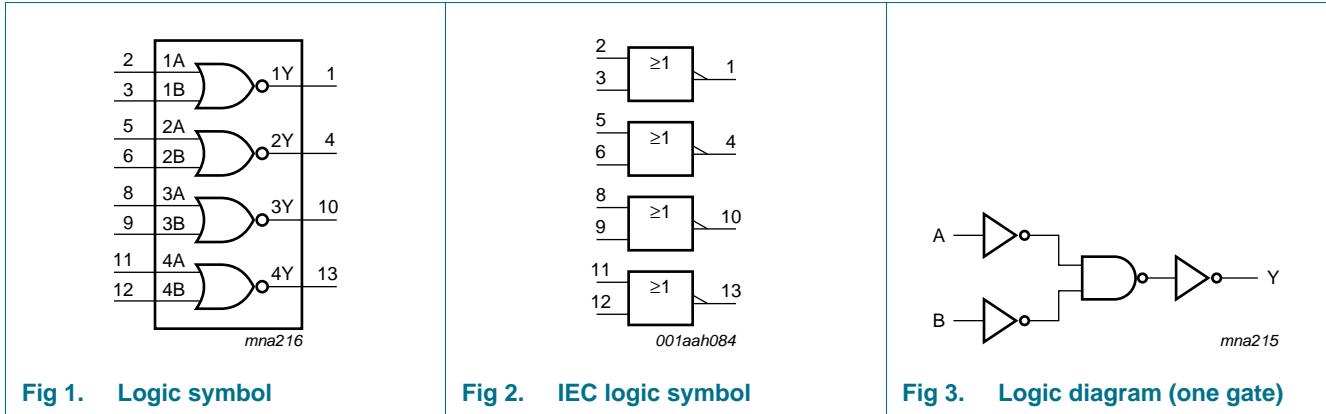 2 1A 1Y 1
3 1B
5 2A 2Y 4
6 2B
8 3A 3Y 10
9 3B
11 4A 4Y 13
12 4B
mna216
Fig 1. Logic symbol
2 ≥1 1
3
5 ≥1 4
6
8 ≥1 10
9
11 ≥1 13
12
001aah084
Fig 2. IEC logic symbol
A
Y
B
mna215
Fig 3. Logic diagram (one gate)